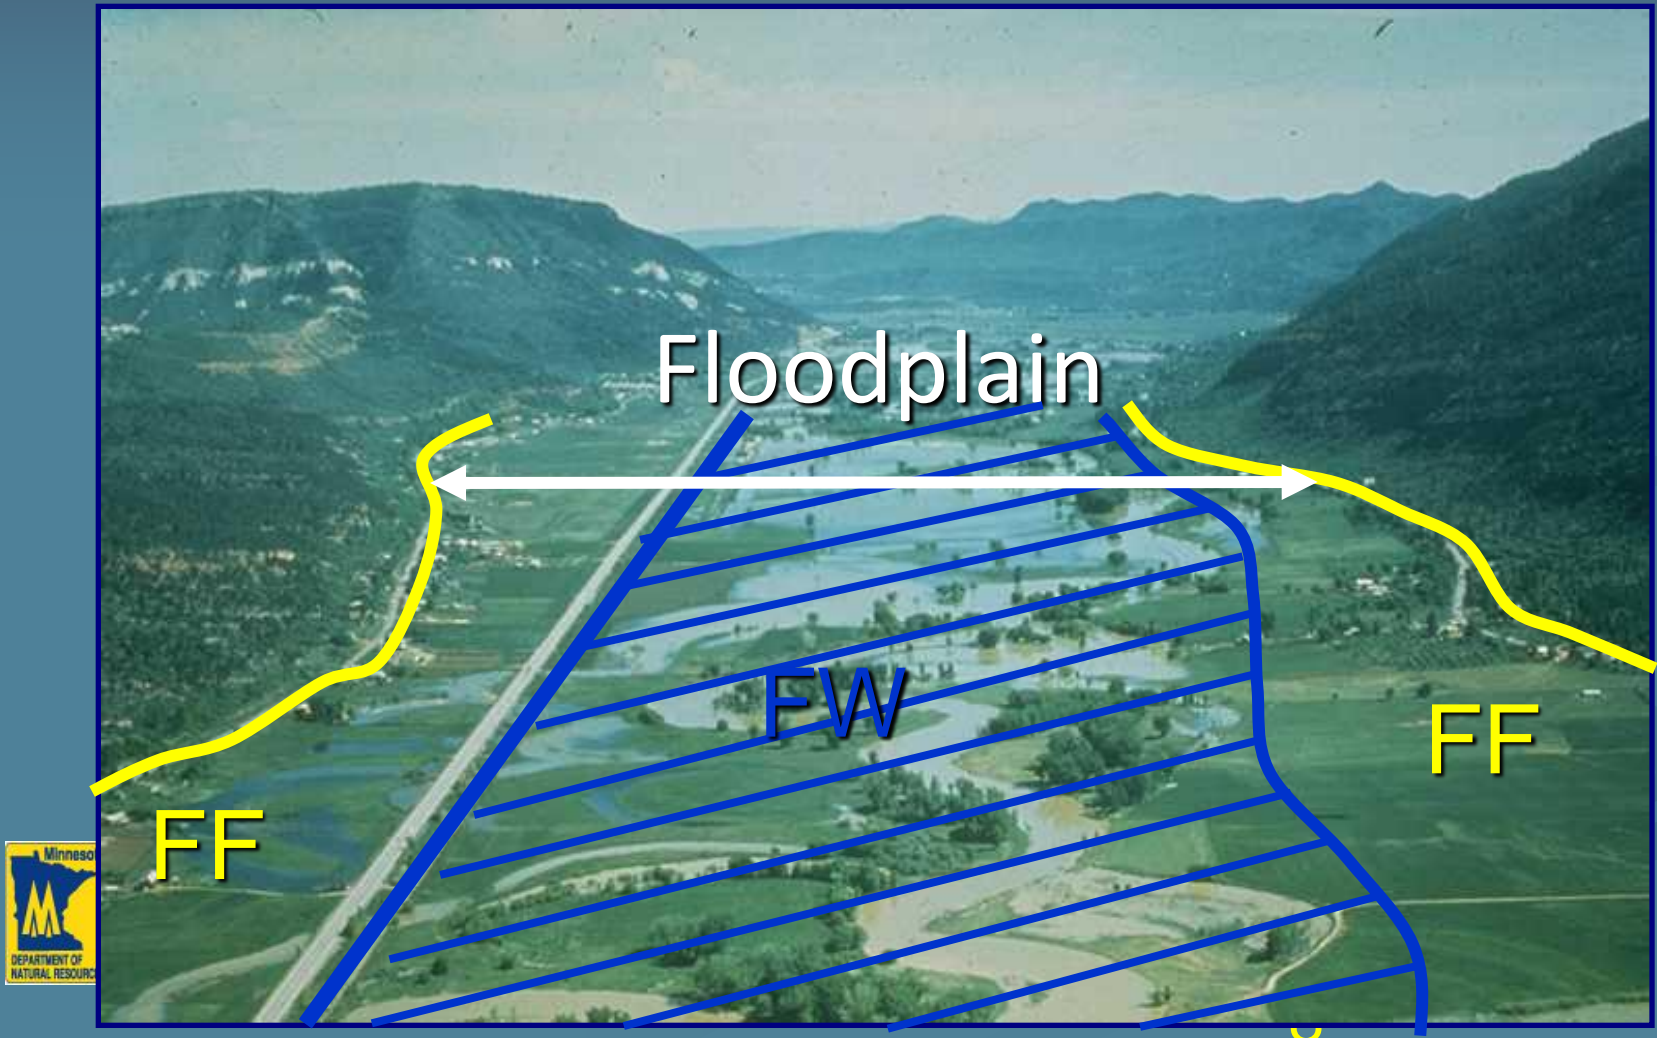 Floodplain
FW
FF
FF
Minneso
DEPARTMENT OF
NATURAL RESOURC